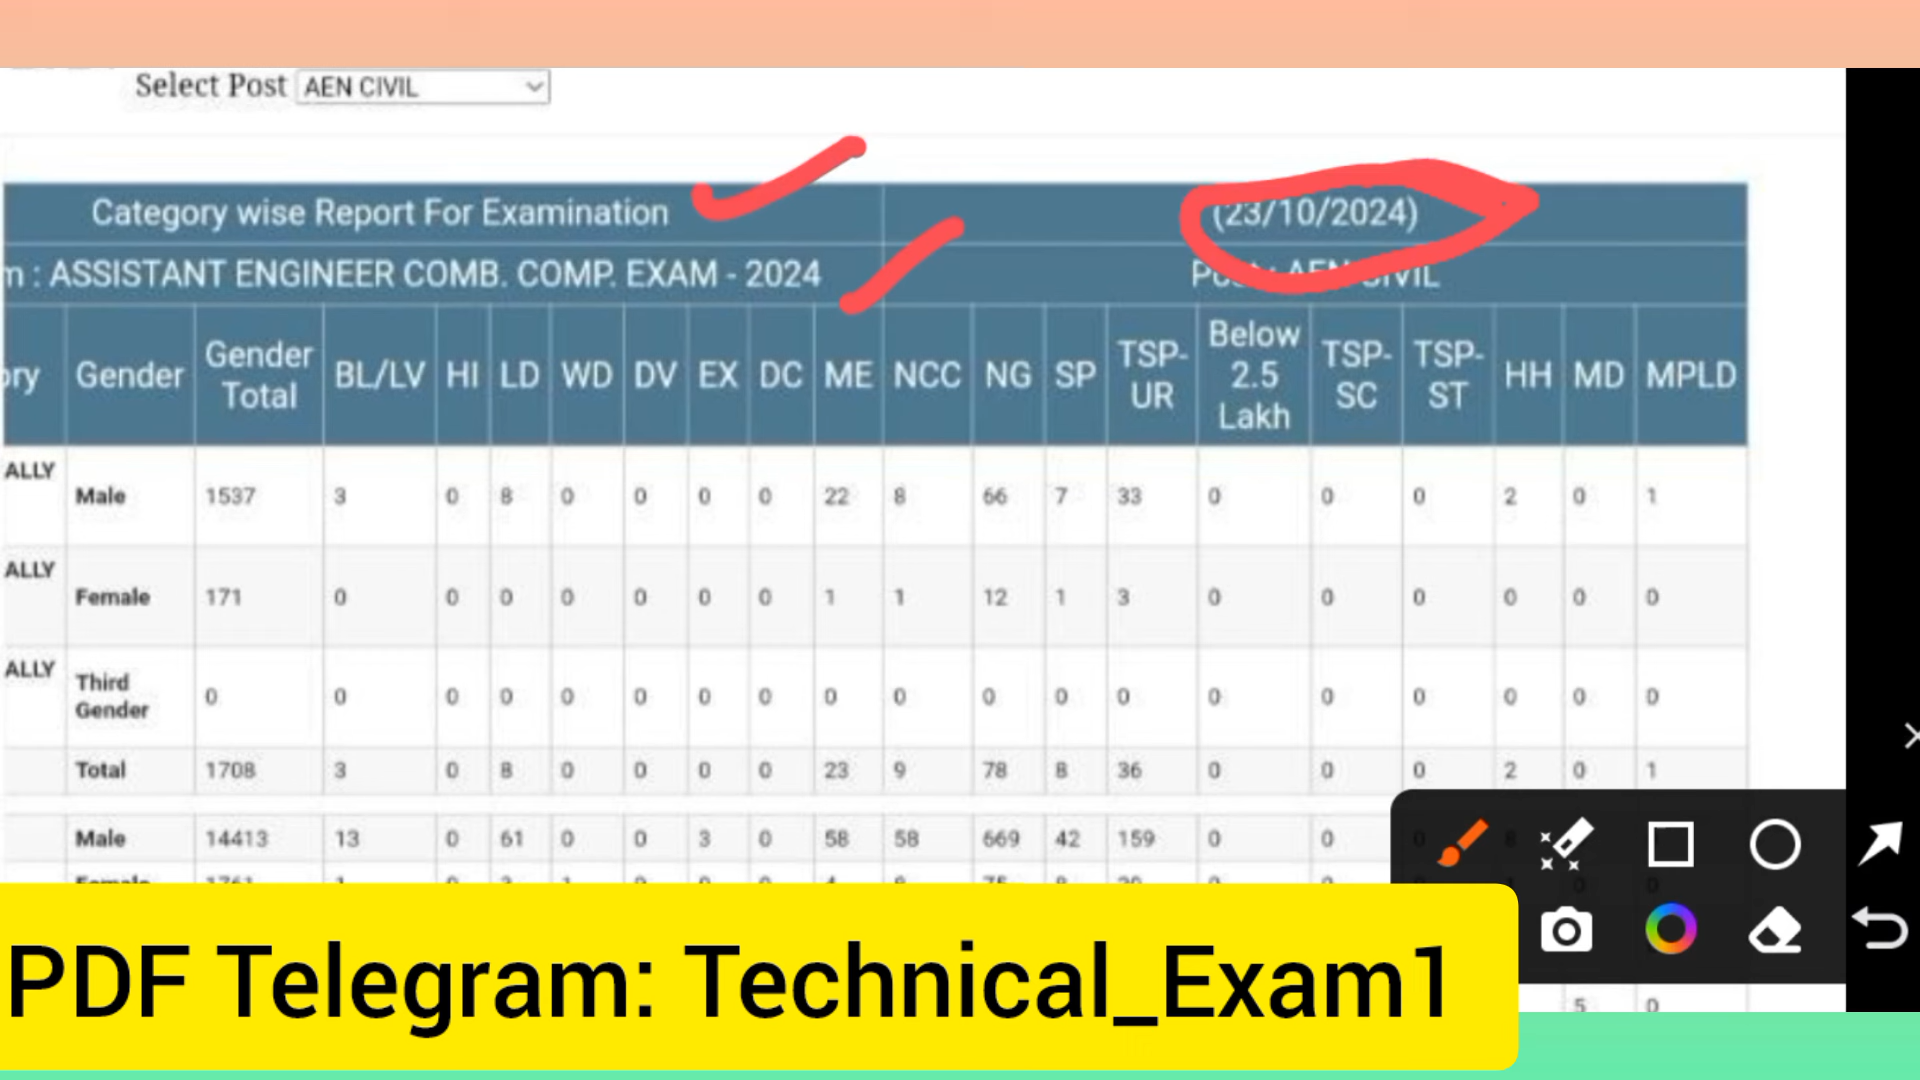 Select Post AEN CIVIL
Category wise Report For Examination (23/10/2024)
m : ASSISTANT ENGINEER COMB. COMP. EXAM - 2024 Post : AEN CIVIL
ory Gender Gender Total BL/LV HI LD WD DV EX DC ME NCC NG SP TSP-UR Below 2.5 Lakh TSP-SC TSP-ST HH MD MPLD
ALLY Male 1537 3 0 8 0 0 0 0 22 8 66 7 33 0 0 0 2 0 1
ALLY Female 171 0 0 0 0 0 0 0 1 1 12 1 3 0 0 0 0 0 0
ALLY Third Gender 0 0 0 0 0 0 0 0 0 0 0 0 0 0 0 0 0 0 0
Total 1708 3 0 8 0 0 0 0 23 9 78 8 36 0 0 0 2 0 1
Male 14413 13 0 61 0 0 3 0 58 58 669 42 159 0 0
PDF Telegram: Technical_Exam1
5 0